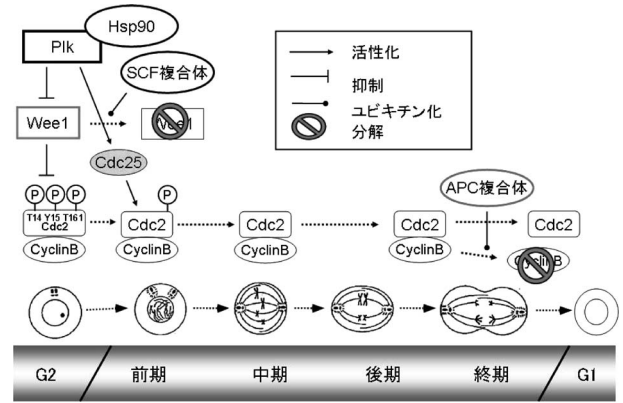 Hsp90
Plk
SCF複合体
Wee1
Wee1
Cdc25
活性化
抑制
ユビキチン化
分解
APC複合体
P P P
P
T14 Y15 T161
Cdc2
Cdc2
Cdc2
Cdc2
Cdc2
CyclinB
CyclinB
CyclinB
CyclinB
CyclinB
G2
前期
中期
後期
終期
G1